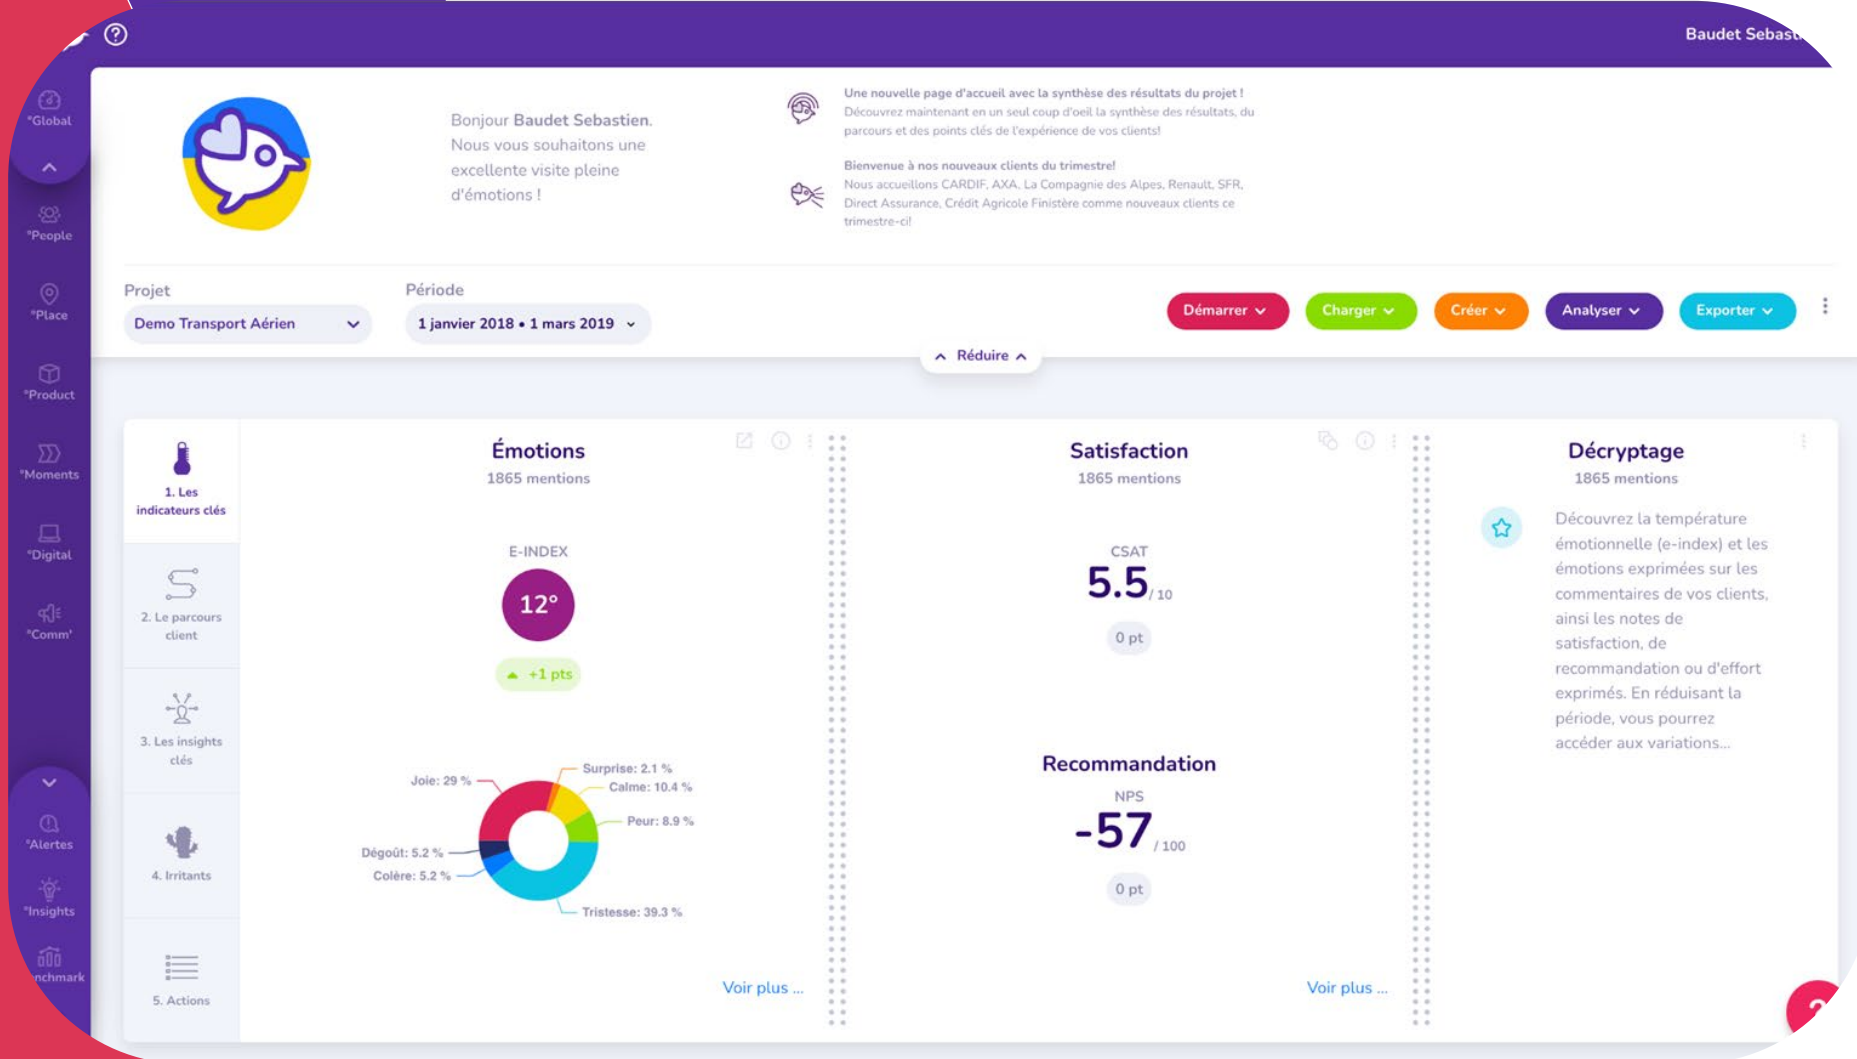 Baudet Sebast
°Global
°People
°Place
°Product
°Moments
°Digital
°Comm'
°Alertes
°Insights
nchmark
Bonjour Baudet Sebastien.
Nous vous souhaitons une
excellente visite pleine
d'émotions !
Une nouvelle page d'accueil avec la synthèse des résultats du projet !
Découvrez maintenant en un seul coup d'oeil la synthèse des résultats, du
parcours et des points clés de l'expérience de vos clients!
Bienvenue à nos nouveaux clients du trimestre!
Nous accueillons CARDIF, AXA, La Compagnie des Alpes, Renault, SFR,
Direct Assurance, Crédit Agricole Finistère comme nouveaux clients ce
trimestre-ci!
Projet
Demo Transport Aérien
Période
1 janvier 2018 • 1 mars 2019
Démarrer
Charger
Créer
Analyser
Exporter
Réduire
1. Les
indicateurs clés
2. Le parcours
client
3. Les insights
clés
4. Irritants
5. Actions
Émotions
1865 mentions
E-INDEX
12°
+1 pts
Joie: 29 %
Surprise: 2.1 %
Calme: 10.4 %
Peur: 8.9 %
Dégoût: 5.2 %
Colère: 5.2 %
Tristesse: 39.3 %
Voir plus ...
Satisfaction
1865 mentions
CSAT
5.5 / 10
0 pt
Recommandation
NPS
-57 / 100
0 pt
Voir plus ...
Décryptage
1865 mentions
Découvrez la température
émotionnelle (e-index) et les
émotions exprimées sur les
commentaires de vos clients,
ainsi les notes de
satisfaction, de
recommandation ou d'effort
exprimés. En réduisant la
période, vous pourrez
accéder aux variations...